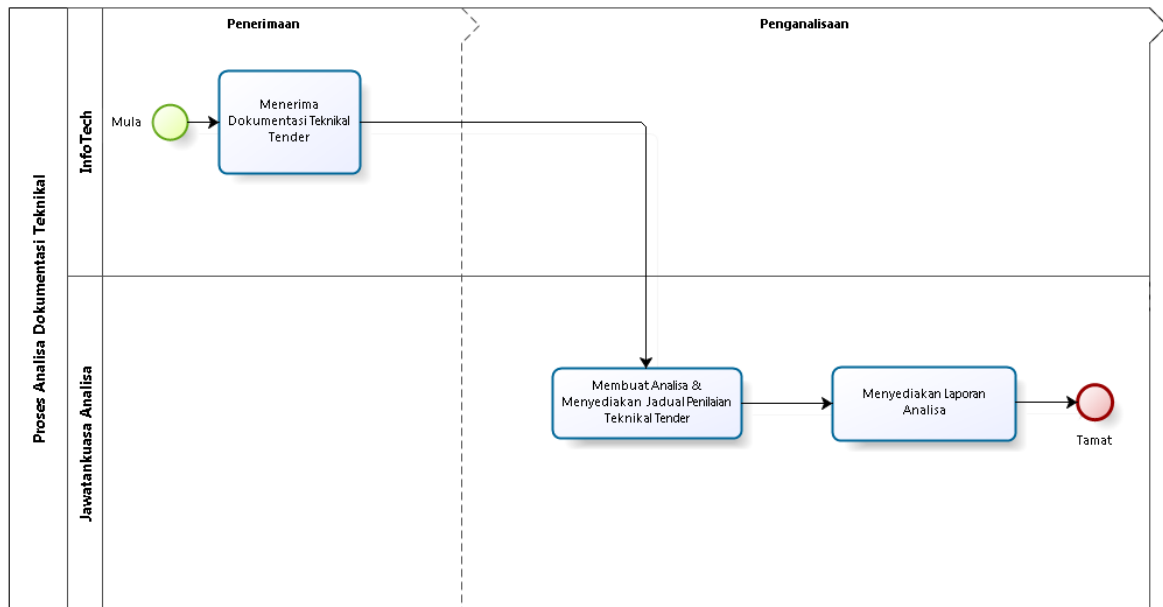 Penerimaan
Penganalisaan
Proses Analisa Dokumentasi Teknikal
InfoTech
Mula
Menerima
Dokumentasi Teknikal
Tender
Jawatankuasa Analisa
Membuat Analisa &
Menyediakan Jadual Penilaian
Teknikal Tender
Menyediakan Laporan
Analisa
Tamat